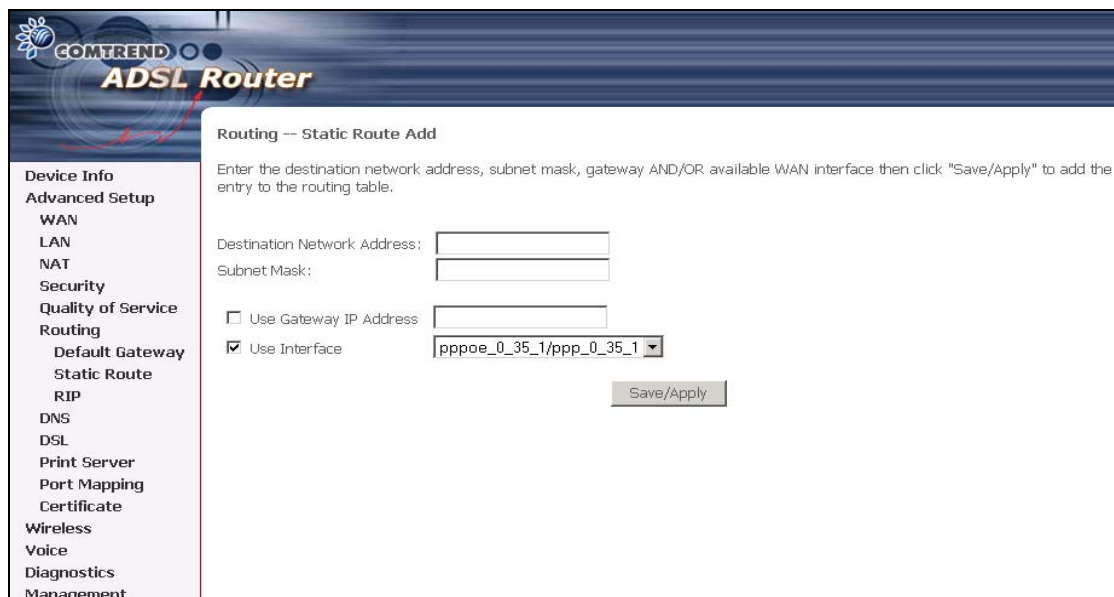 COMTREND
ADSL Router
Device Info
Advanced Setup
WAN
LAN
NAT
Security
Quality of Service
Routing
Default Gateway
Static Route
RIP
DNS
DSL
Print Server
Port Mapping
Certificate
Wireless
Voice
Diagnostics
Management
Routing -- Static Route Add
Enter the destination network address, subnet mask, gateway AND/OR available WAN interface then click "Save/Apply" to add the
entry to the routing table.
Destination Network Address:
Subnet Mask:
Use Gateway IP Address
Use Interface pppoe_0_35_1/ppp_0_35_1
Save/Apply